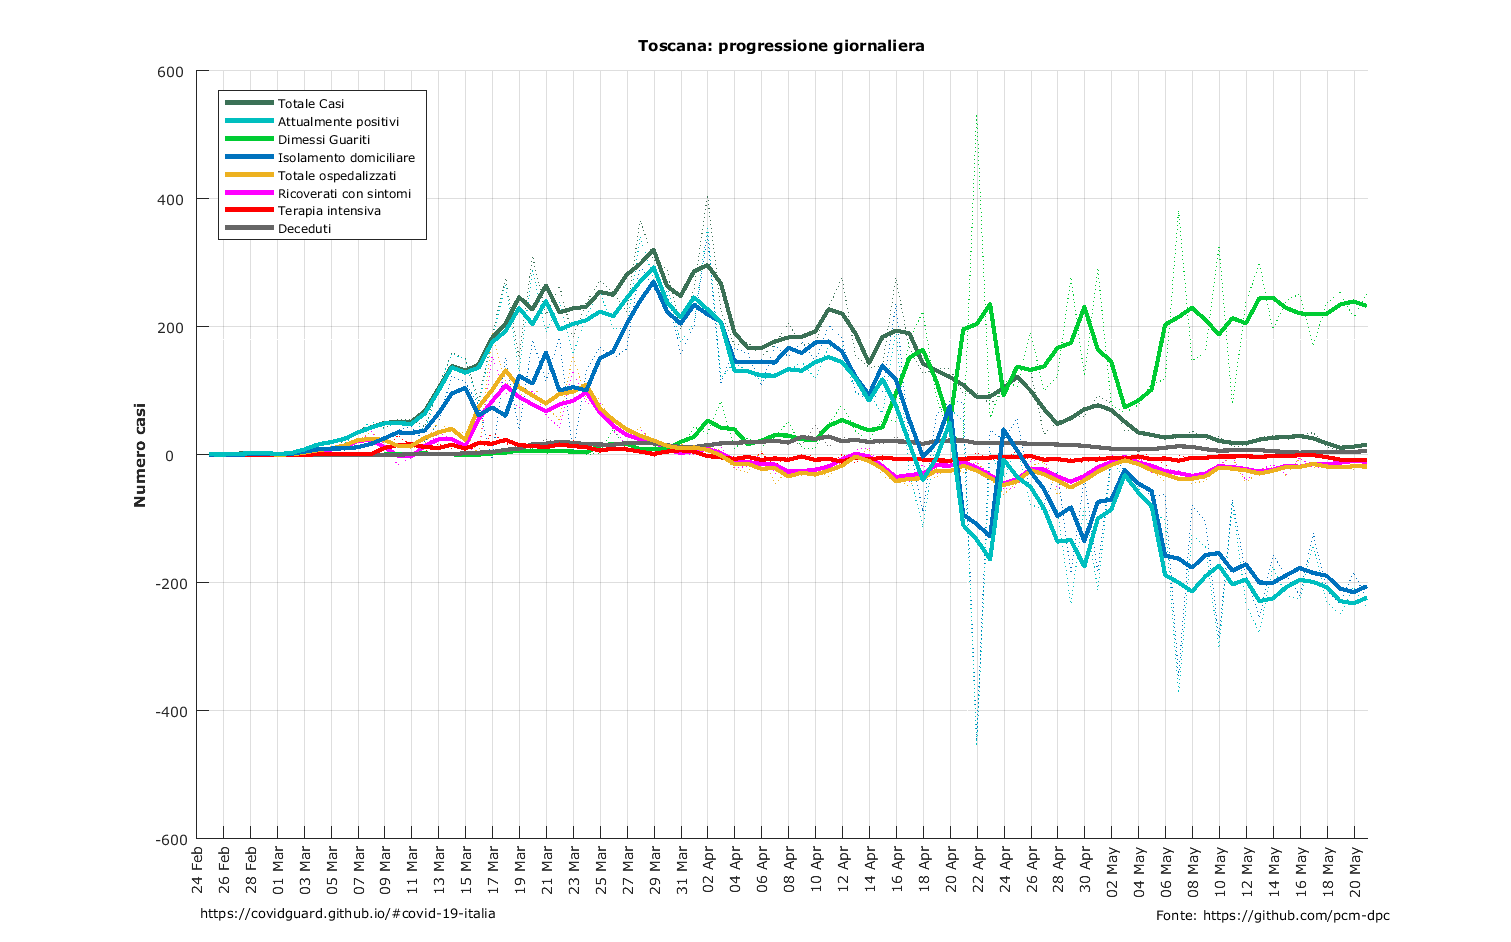 Toscana: progressione giornaliera
600
400
200
0
-200
-400
-600
Numero casi
Totale Casi
Attualmente positivi
Dimessi Guariti
Isolamento domiciliare
Totale ospedalizzati
Ricoverati con sintomi
Terapia intensiva
Deceduti
24 Feb
26 Feb
28 Feb
01 Mar
03 Mar
05 Mar
07 Mar
09 Mar
11 Mar
13 Mar
15 Mar
17 Mar
19 Mar
21 Mar
23 Mar
25 Mar
27 Mar
29 Mar
31 Mar
02 Apr
04 Apr
06 Apr
08 Apr
10 Apr
12 Apr
14 Apr
16 Apr
18 Apr
20 Apr
22 Apr
24 Apr
26 Apr
28 Apr
30 Apr
02 May
04 May
06 May
08 May
10 May
12 May
14 May
16 May
18 May
20 May
https://covidguard.github.io/#covid-19-italia
Fonte: https://github.com/pcm-dpc